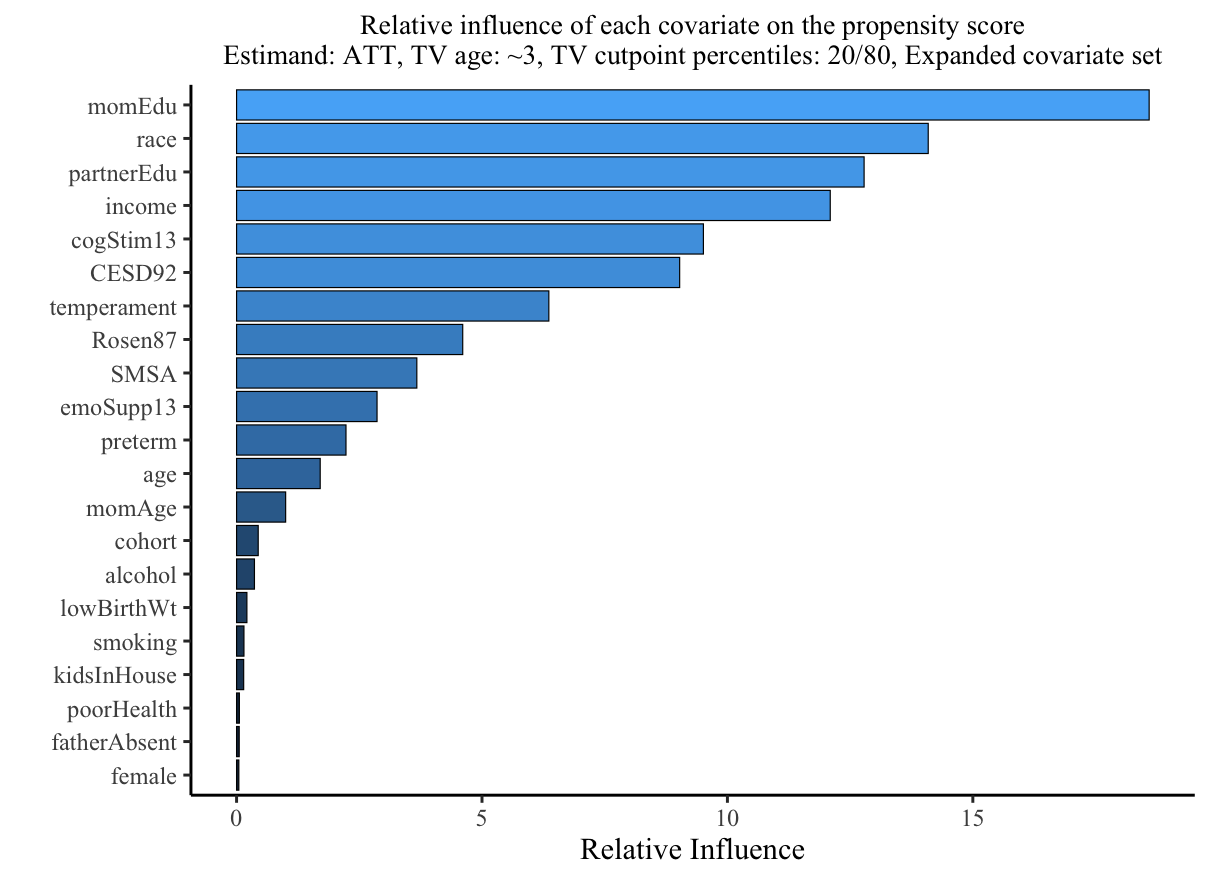 Relative influence of each covariate on the propensity score
Estimand: ATT, TV age: ~3, TV cutpoint percentiles: 20/80, Expanded covariate set
momEdu
race
partnerEdu
income
cogStim13
CESD92
temperament
Rosen87
SMSA
emoSupp13
preterm
age
momAge
cohort
alcohol
lowBirthWt
smoking
kidsInHouse
poorHealth
fatherAbsent
female
0 5 10 15
Relative Influence